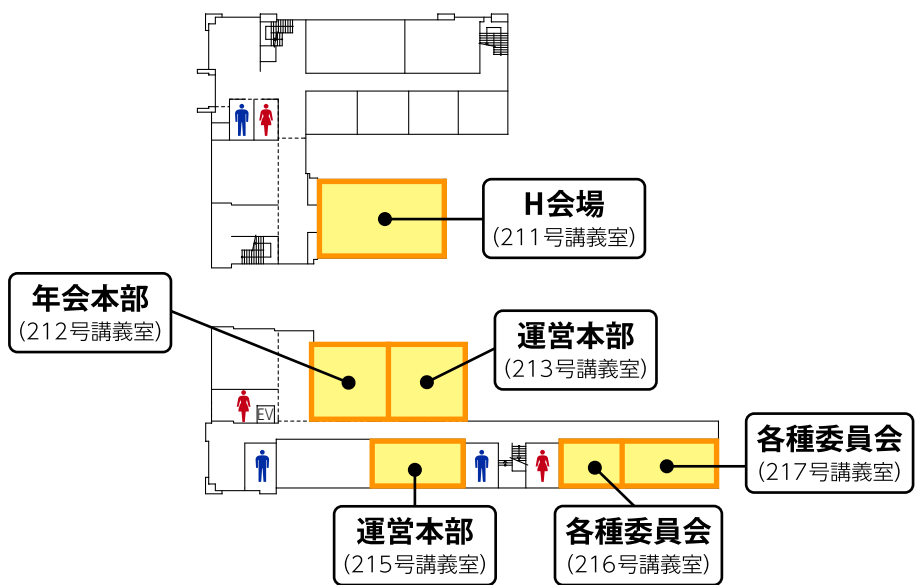 H会場
(211号講義室)
年会本部
(212号講義室)
運営本部
(213号講義室)
EV
各種委員会
(217号講義室)
運営本部
(215号講義室)
各種委員会
(216号講義室)